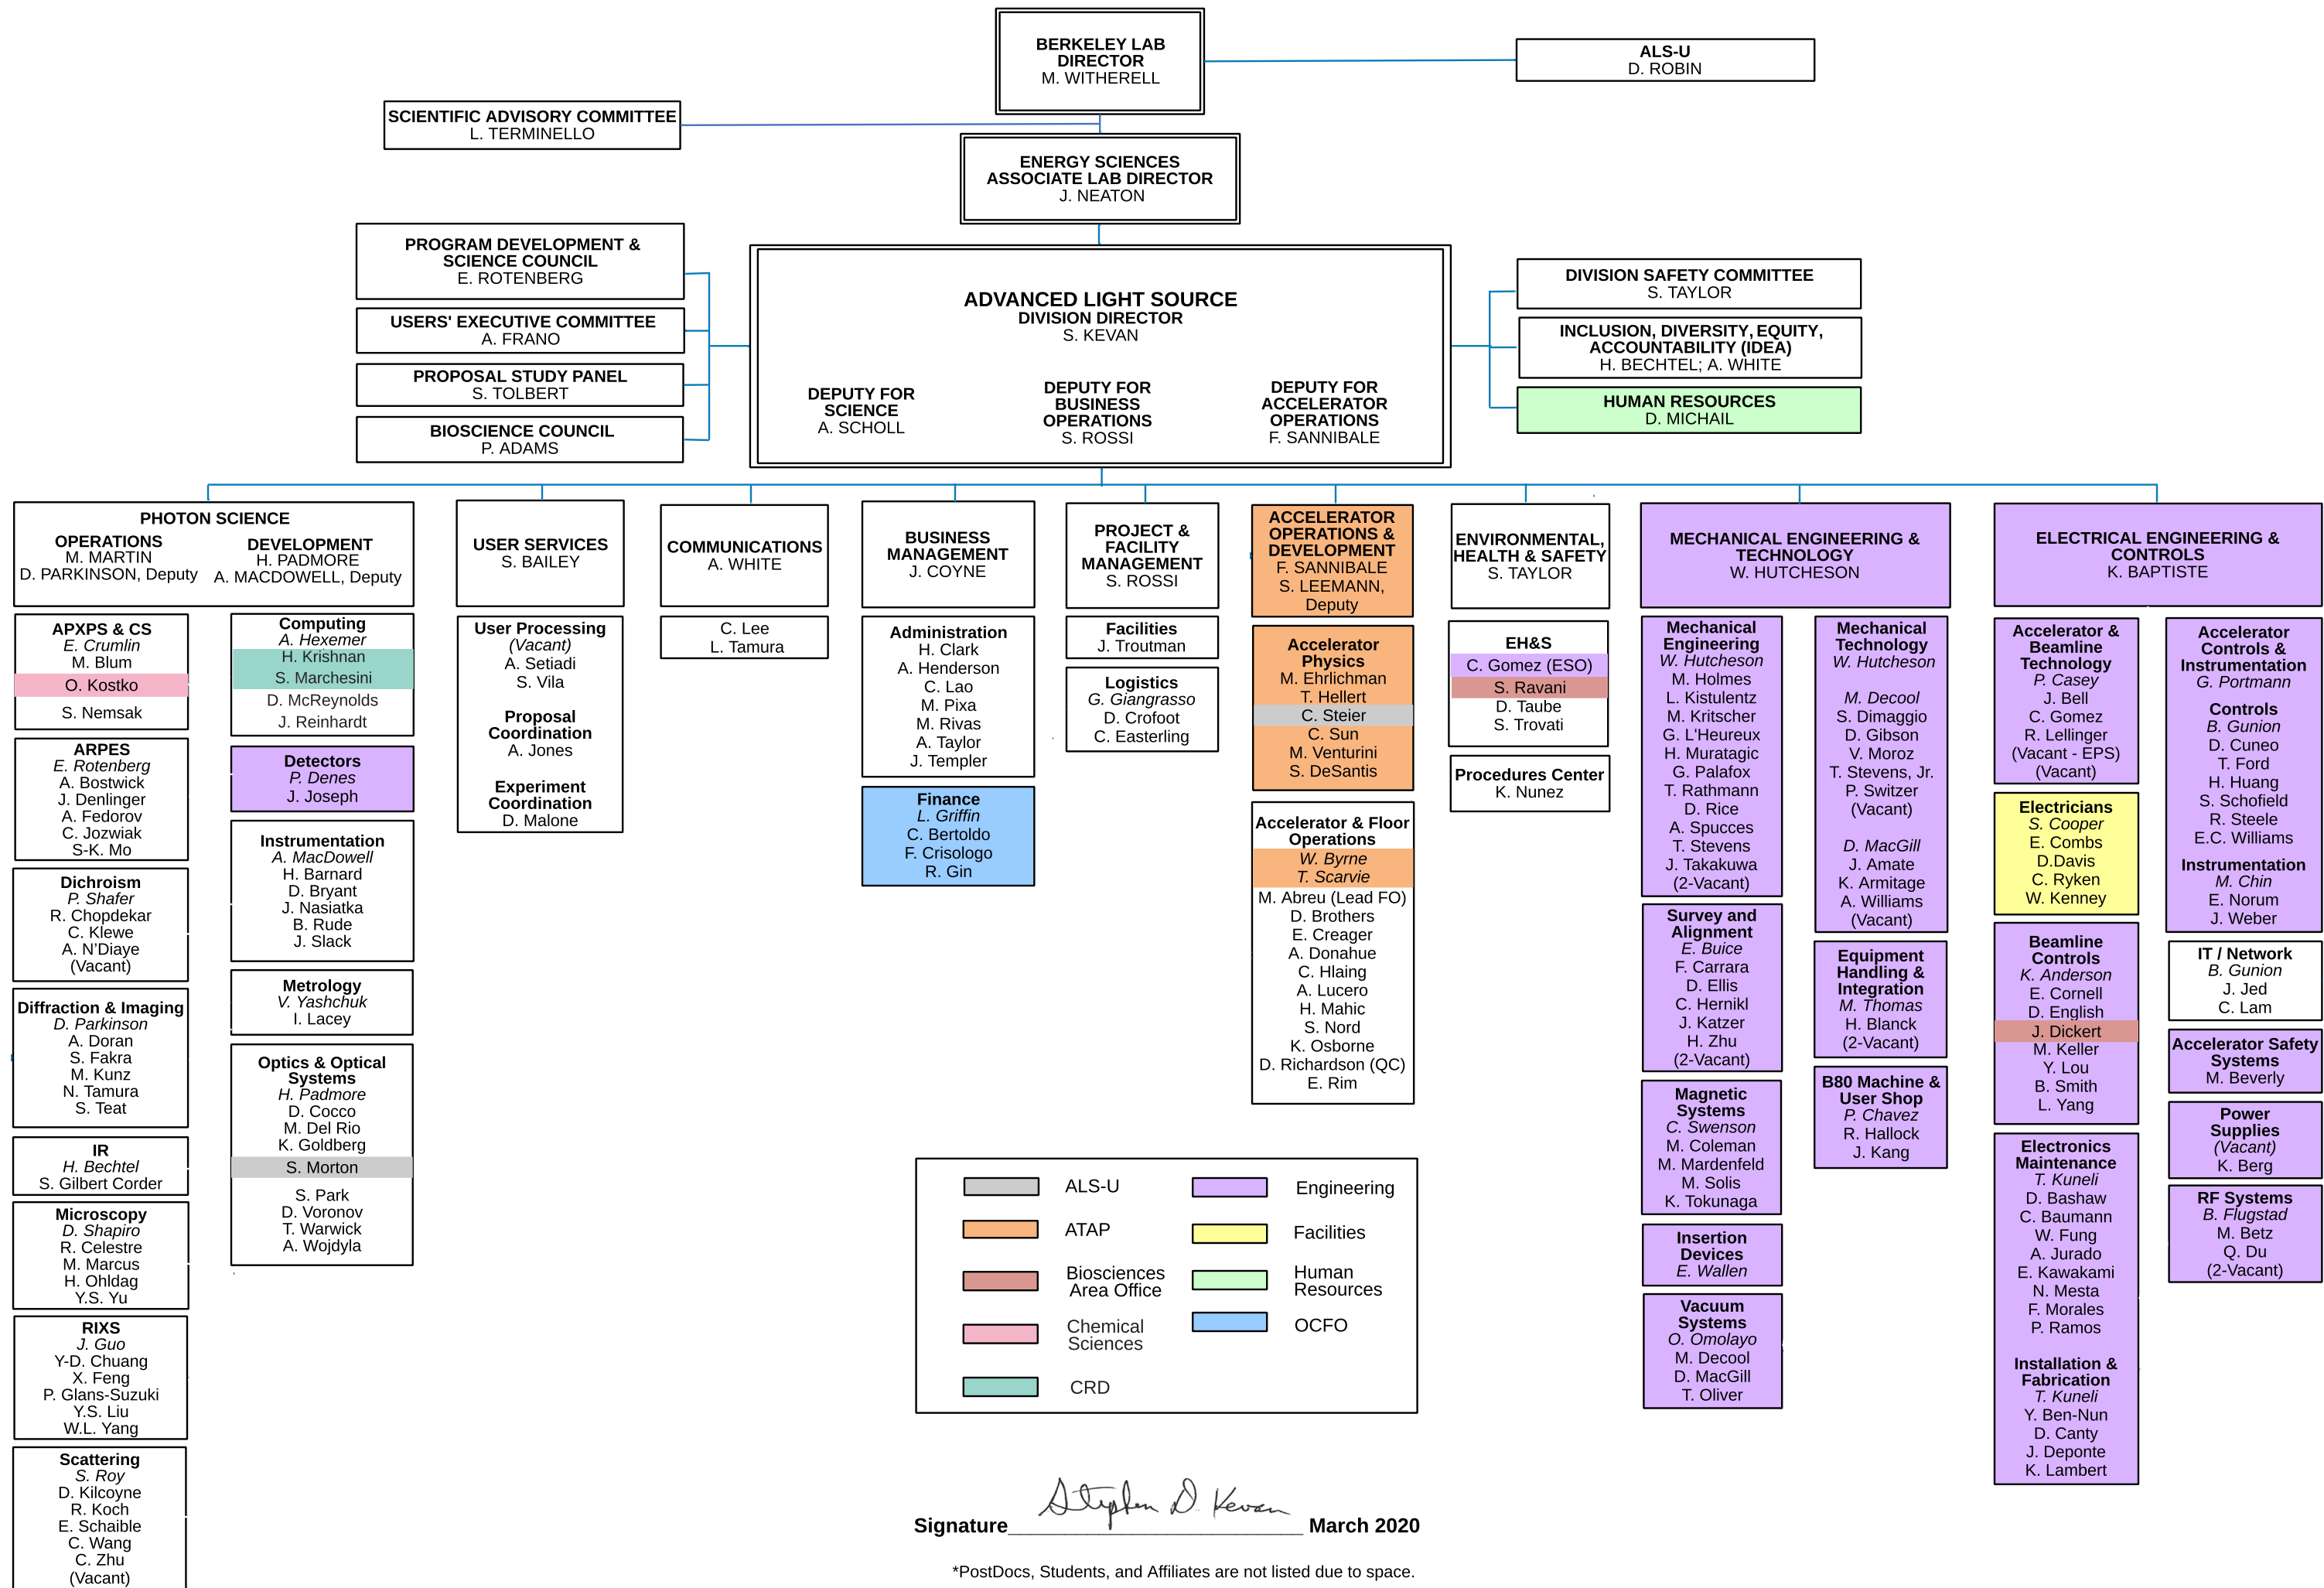 BERKELEY LAB
DIRECTOR
M. WITHERELL
ALS-U
D. ROBIN
SCIENTIFIC ADVISORY COMMITTEE
L. TERMINELLO
ENERGY SCIENCES
ASSOCIATE LAB DIRECTOR
J. NEATON
PROGRAM DEVELOPMENT &
SCIENCE COUNCIL
E. ROTENBERG
USERS' EXECUTIVE COMMITTEE
A. FRANO
PROPOSAL STUDY PANEL
S. TOLBERT
BIOSCIENCE COUNCIL
P. ADAMS
ADVANCED LIGHT SOURCE
DIVISION DIRECTOR
S. KEVAN
DEPUTY FOR
SCIENCE
A. SCHOLL
DEPUTY FOR
BUSINESS
OPERATIONS
S. ROSSI
DEPUTY FOR
ACCELERATOR
OPERATIONS
F. SANNIBALE
DIVISION SAFETY COMMITTEE
S. TAYLOR
INCLUSION, DIVERSITY, EQUITY,
ACCOUNTABILITY (IDEA)
H. BECHTEL; A. WHITE
HUMAN RESOURCES
D. MICHAIL
PHOTON SCIENCE
OPERATIONS
M. MARTIN
D. PARKINSON, Deputy
DEVELOPMENT
H. PADMORE
A. MACDOWELL, Deputy
APXPS & CS
E. Crumlin
M. Blum
O. Kostko
S. Nemsak
ARPES
E. Rotenberg
A. Bostwick
J. Denlinger
A. Fedorov
C. Jozwiak
S-K. Mo
Dichroism
P. Shafer
R. Chopdekar
C. Klewe
A. N’Diaye
(Vacant)
Diffraction & Imaging
D. Parkinson
A. Doran
S. Fakra
M. Kunz
N. Tamura
S. Teat
IR
H. Bechtel
S. Gilbert Corder
Microscopy
D. Shapiro
R. Celestre
M. Marcus
H. Ohldag
Y.S. Yu
RIXS
J. Guo
Y-D. Chuang
X. Feng
P. Glans-Suzuki
Y.S. Liu
W.L. Yang
Scattering
S. Roy
D. Kilcoyne
R. Koch
E. Schaible
C. Wang
C. Zhu
(Vacant)
Computing
A. Hexemer
H. Krishnan
S. Marchesini
D. McReynolds
J. Reinhardt
Detectors
P. Denes
J. Joseph
Instrumentation
A. MacDowell
H. Barnard
D. Bryant
J. Nasiatka
B. Rude
J. Slack
Metrology
V. Yashchuk
I. Lacey
Optics & Optical
Systems
H. Padmore
D. Cocco
M. Del Rio
K. Goldberg
S. Morton
S. Park
D. Voronov
T. Warwick
A. Wojdyla
USER SERVICES
S. BAILEY
User Processing
(Vacant)
A. Setiadi
S. Vila
Proposal
Coordination
A. Jones
Experiment
Coordination
D. Malone
COMMUNICATIONS
A. WHITE
C. Lee
L. Tamura
BUSINESS
MANAGEMENT
J. COYNE
Administration
H. Clark
A. Henderson
C. Lao
M. Pixa
M. Rivas
A. Taylor
J. Templer
Finance
L. Griffin
C. Bertoldo
F. Crisologo
R. Gin
PROJECT &
FACILITY
MANAGEMENT
S. ROSSI
Facilities
J. Troutman
Logistics
G. Giangrasso
D. Crofoot
C. Easterling
ACCELERATOR
OPERATIONS &
DEVELOPMENT
F. SANNIBALE
S. LEEMANN,
Deputy
Accelerator
Physics
M. Ehrlichman
T. Hellert
C. Steier
C. Sun
M. Venturini
S. DeSantis
Accelerator & Floor
Operations
W. Byrne
T. Scarvie
M. Abreu (Lead FO)
D. Brothers
E. Creager
A. Donahue
C. Hlaing
A. Lucero
H. Mahic
S. Nord
K. Osborne
D. Richardson (QC)
E. Rim
ENVIRONMENTAL,
HEALTH & SAFETY
S. TAYLOR
EH&S
C. Gomez (ESO)
S. Ravani
D. Taube
S. Trovati
Procedures Center
K. Nunez
MECHANICAL ENGINEERING &
TECHNOLOGY
W. HUTCHESON
Mechanical
Engineering
W. Hutcheson
M. Holmes
L. Kistulentz
M. Kritscher
G. L'Heureux
H. Muratagic
G. Palafox
T. Rathmann
D. Rice
A. Spucces
T. Stevens
J. Takakuwa
(2-Vacant)
Survey and
Alignment
E. Buice
F. Carrara
D. Ellis
C. Hernikl
J. Katzer
H. Zhu
(2-Vacant)
Magnetic
Systems
C. Swenson
M. Coleman
M. Mardenfeld
M. Solis
K. Tokunaga
Insertion
Devices
E. Wallen
Vacuum
Systems
O. Omolayo
M. Decool
D. MacGill
T. Oliver
Mechanical
Technology
W. Hutcheson
M. Decool
S. Dimaggio
D. Gibson
V. Moroz
T. Stevens, Jr.
P. Switzer
(Vacant)
D. MacGill
J. Amate
K. Armitage
A. Williams
(Vacant)
Equipment
Handling &
Integration
M. Thomas
H. Blanck
(2-Vacant)
B80 Machine &
User Shop
P. Chavez
R. Hallock
J. Kang
ELECTRICAL ENGINEERING &
CONTROLS
K. BAPTISTE
Accelerator &
Beamline
Technology
P. Casey
J. Bell
C. Gomez
R. Lellinger
(Vacant - EPS)
(Vacant)
Electricians
S. Cooper
E. Combs
D.Davis
C. Ryken
W. Kenney
Beamline
Controls
K. Anderson
E. Cornell
D. English
J. Dickert
M. Keller
Y. Lou
B. Smith
L. Yang
Electronics
Maintenance
T. Kuneli
D. Bashaw
C. Baumann
W. Fung
A. Jurado
E. Kawakami
N. Mesta
F. Morales
P. Ramos
Installation &
Fabrication
T. Kuneli
Y. Ben-Nun
D. Canty
J. Deponte
K. Lambert
Accelerator
Controls &
Instrumentation
G. Portmann
Controls
B. Gunion
D. Cuneo
T. Ford
H. Huang
S. Schofield
R. Steele
E.C. Williams
Instrumentation
M. Chin
E. Norum
J. Weber
IT / Network
B. Gunion
J. Jed
C. Lam
Accelerator Safety
Systems
M. Beverly
Power
Supplies
(Vacant)
K. Berg
RF Systems
B. Flugstad
M. Betz
Q. Du
(2-Vacant)
ALS-U
ATAP
Biosciences
Area Office
Chemical
Sciences
CRD
Engineering
Facilities
Human
Resources
OCFO
Stephen D. Kevan
Signature__________________________ March 2020
*PostDocs, Students, and Affiliates are not listed due to space.